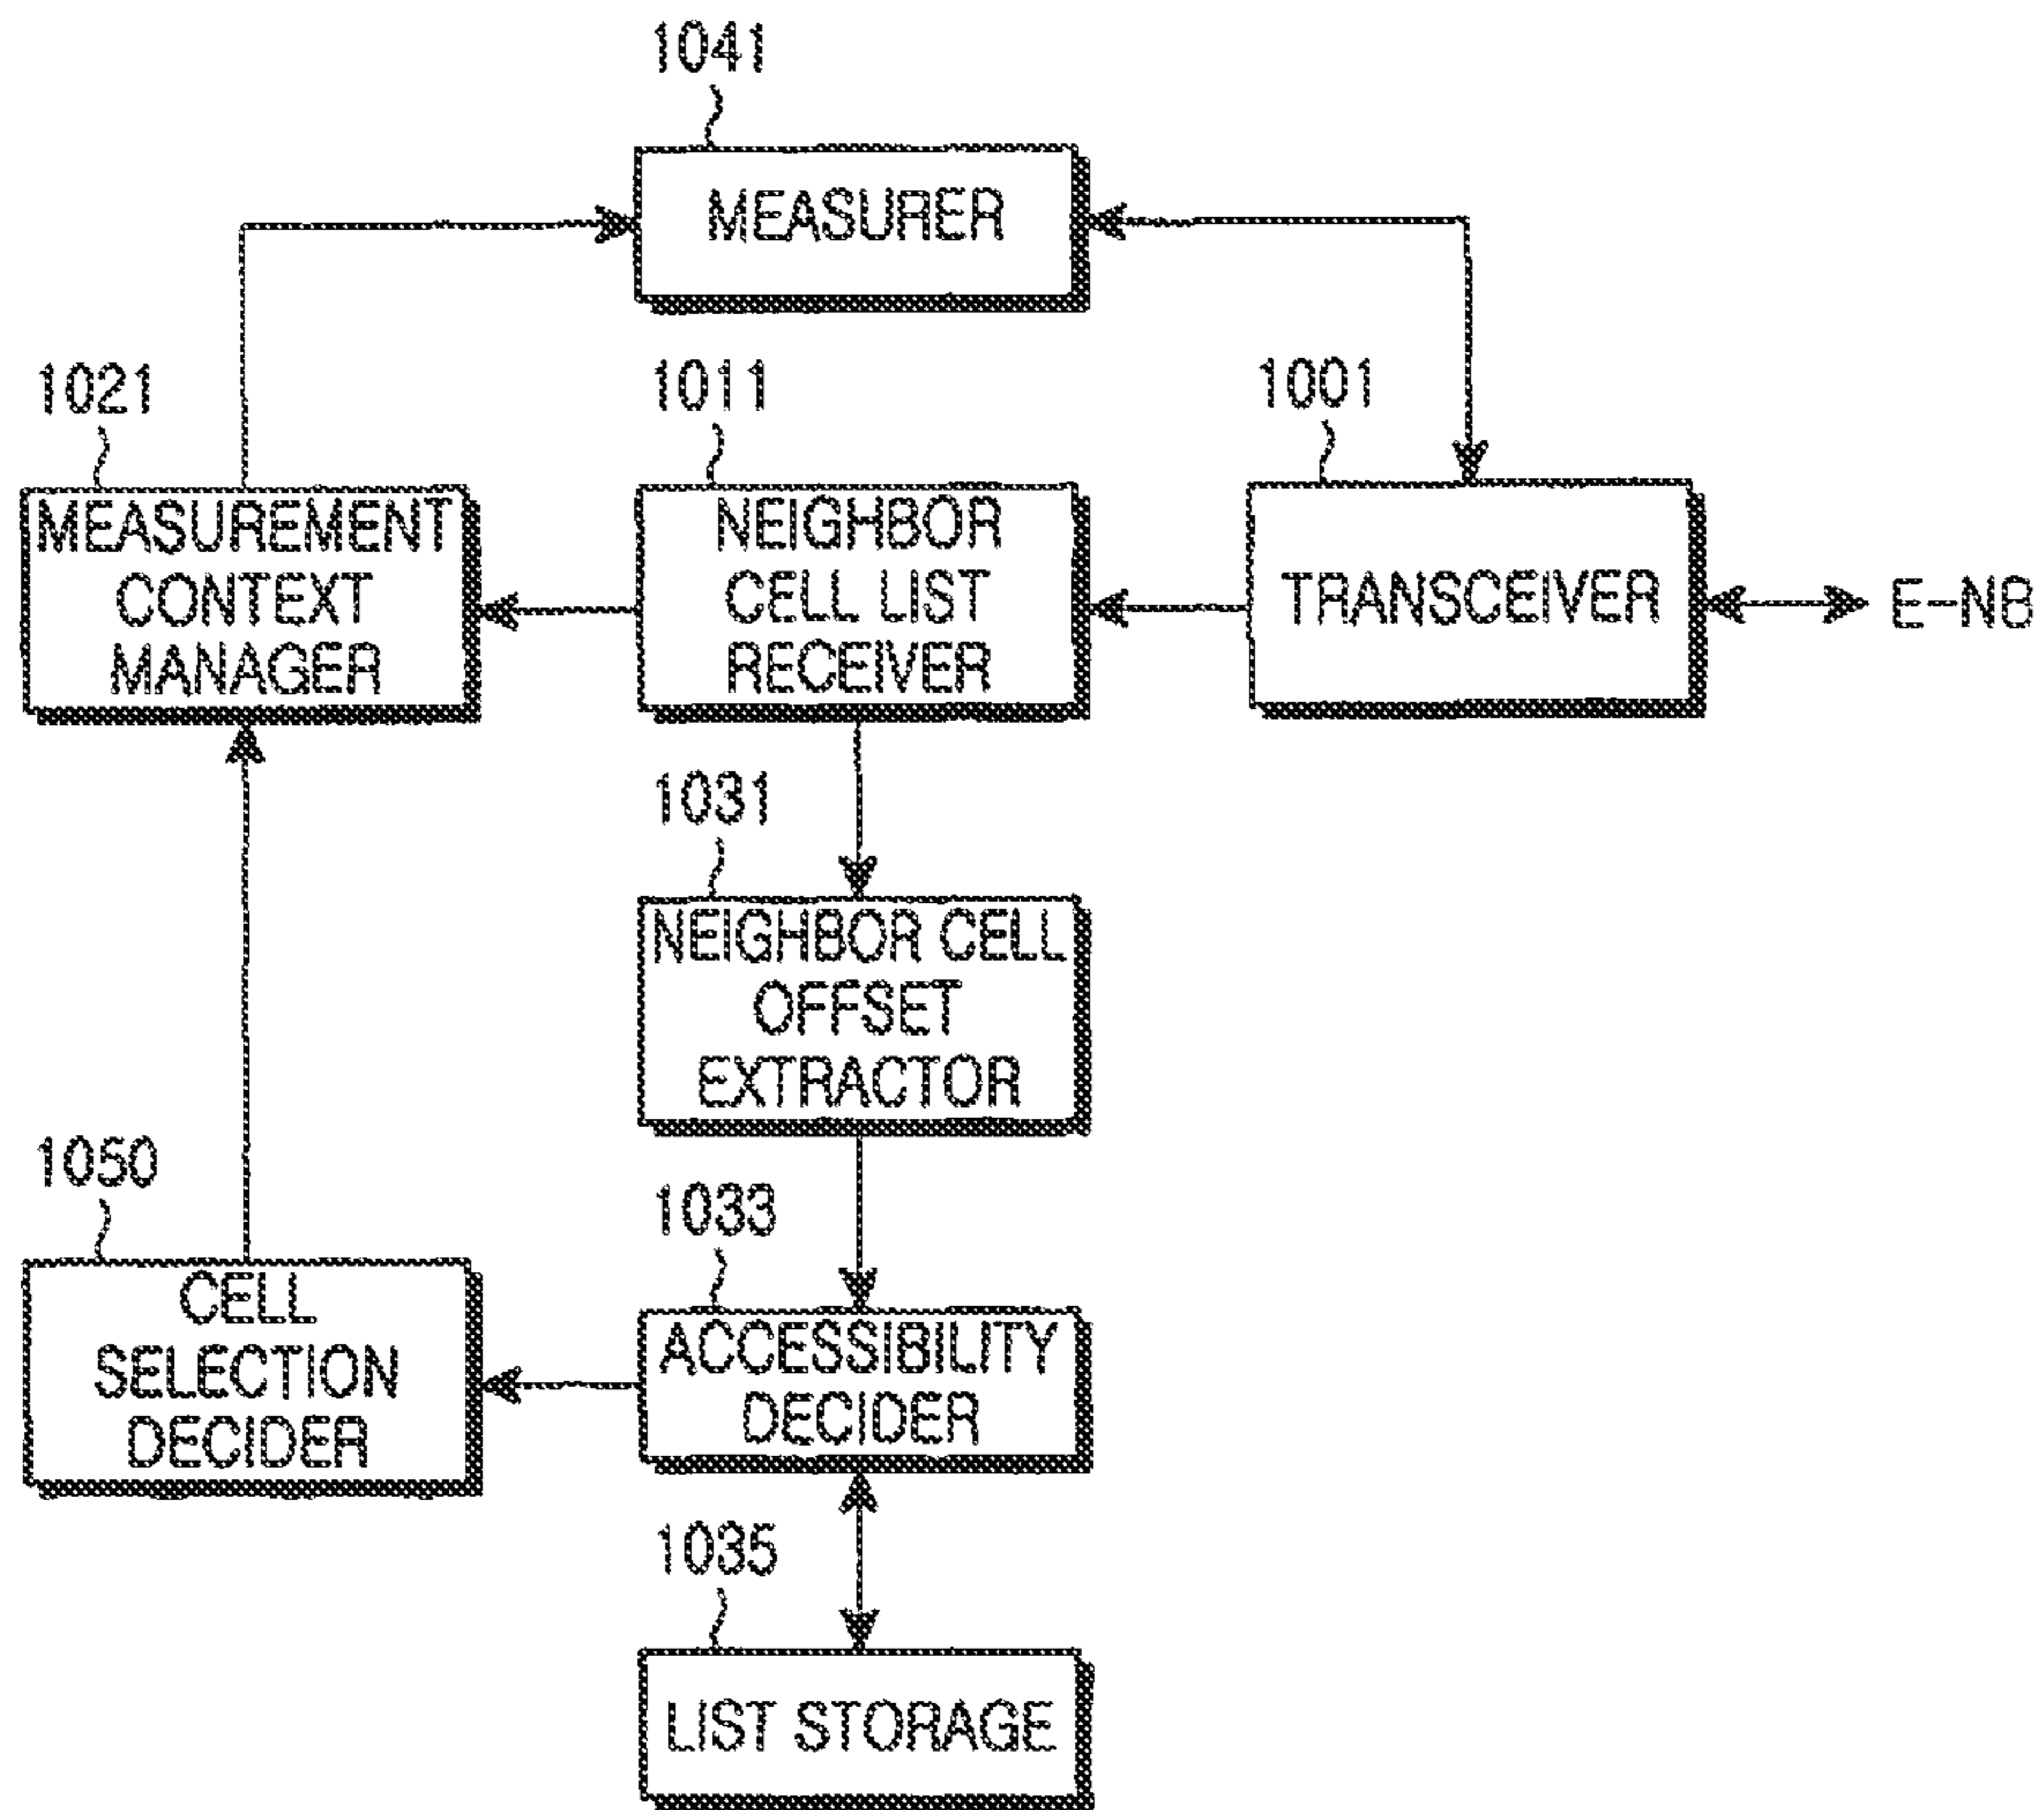 1041
MEASURER
1021
1011
1001
MEASUREMENT
CONTEXT
MANAGER
NEIGHBOR
CELL LIST
RECEIVER
TRANSCEIVER
E-NB
1031
NEIGHBOR CELL
OFFSET
EXTRACTOR
1050
1033
CELL
SELECTION
DECIDER
ACCESSIBILITY
DECIDER
1035
LIST STORAGE